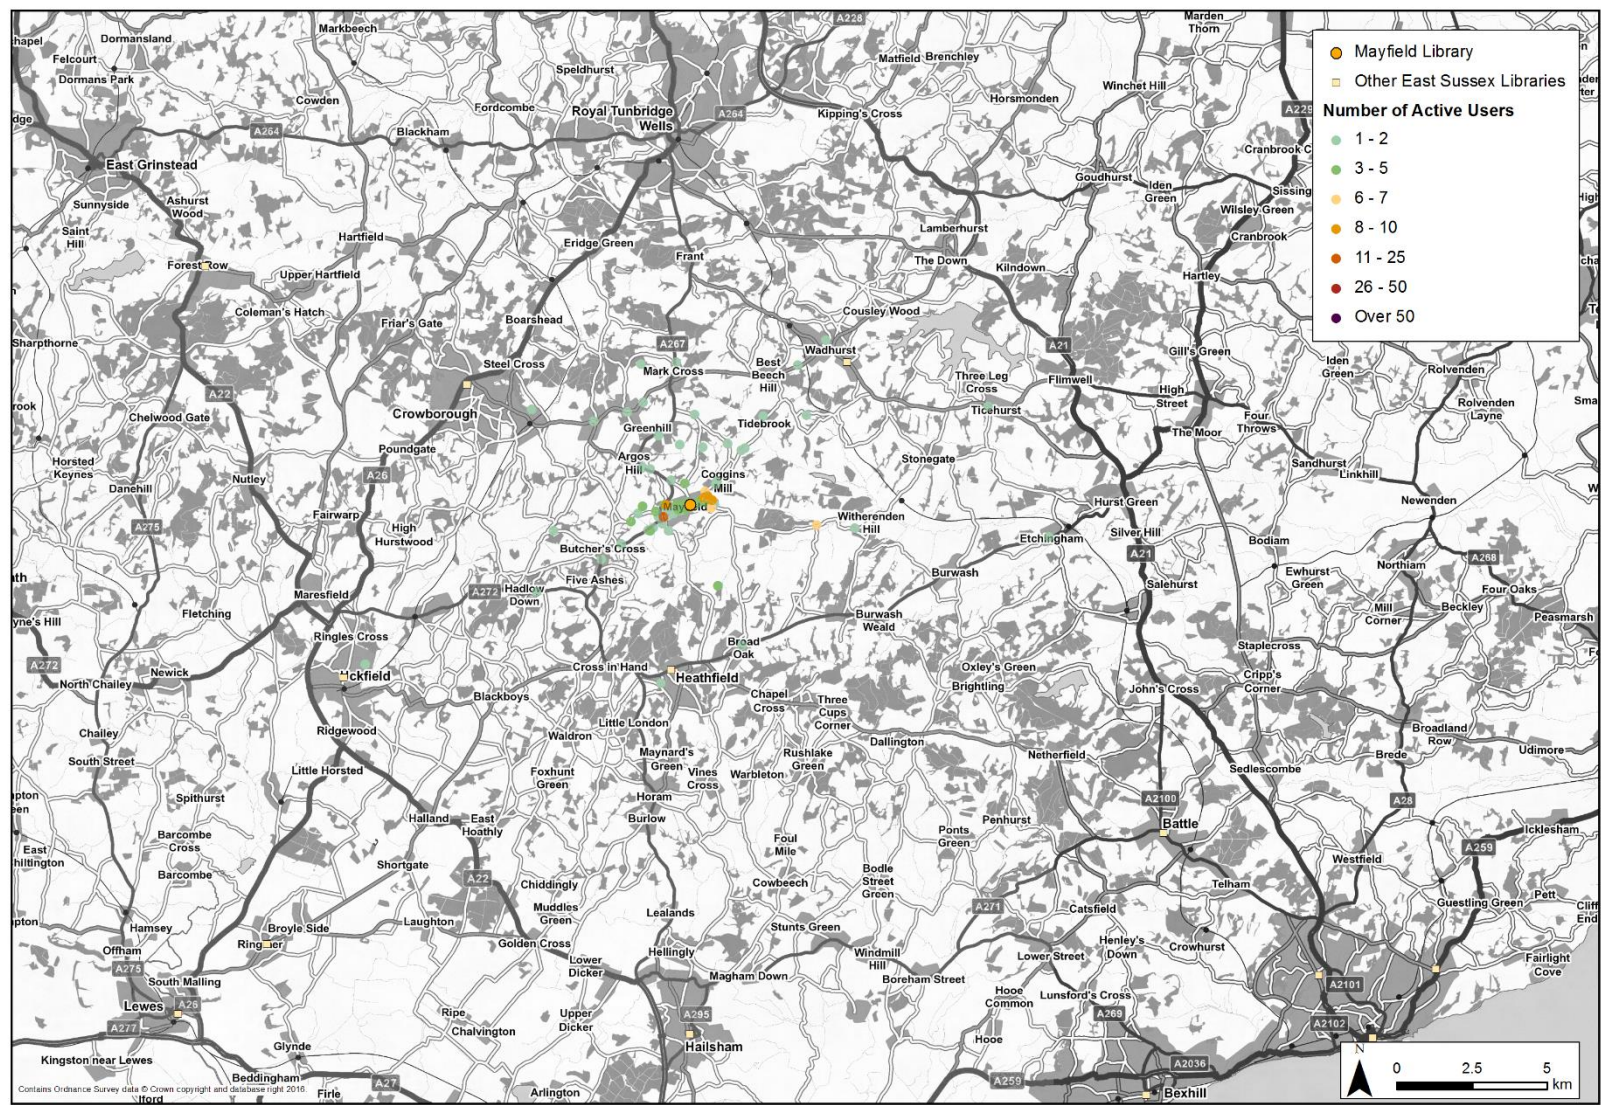 A228
Marden
Thorn
chapel
Dormansland
Markbeech
Felcourt
Dormans Park
Speldhurst
Matfield
Brenchley
Cowden
Fordcombe
Horsmonden
Winchet Hill
Royal Tunbridge
Wells
A264
Kipping's Cross
A229
A264
Blackham
East Grinstead
Cranbrook C
Goudhurst
Iden
Green
Sissing
Sunnyside
Ashurst
Wood
Wilsley Green
Saint
Hill
Hartfield
Eridge Green
Lamberhurst
Cranbrook
Forest Row
Upper Hartfield
Frant
The Down
Kilndown
Hartley
Coleman's Hatch
Friar's Gate
Boarshead
Cousley Wood
Sharpthorne
A267
Wadhurst
A21
Gill's Green
Steel Cross
Mark Cross
Best
Beech
Hill
Three Leg
Cross
Flimwell
Iden
Green
Rolvenden
A22
High
Street
rook
Chelwood Gate
Crowborough
Greenhill
Tidebrook
Ticehurst
Four
Throws
Rolvenden
Layne
Sma
The Moor
Horsted
Keynes
Poundgate
Argos
Hill
Stonegate
Sandhurst
Linkhill
Danehill
Nutley
A26
Coggins
Mill
Newenden
Mayfield
Hurst Green
A275
Fairwarp
High
Hurstwood
Witherenden
Hill
Etchingham
Silver Hill
Bodiam
A21
Butcher's Cross
A268
Northiam
Five Ashes
Burwash
Salehurst
Ewhurst
Green
Four Oaks
Maresfield
A272
Hadlow
Down
Fletching
Burwash
Weald
Mill
Corner
Beckley
Peasmarsh
yne's Hill
Ringles Cross
Broad
Oak
Staplecross
A272
North Chailey
Newick
Uckfield
Cross in Hand
Heathfield
Oxley's Green
Brightling
John's Cross
Cripp's
Corner
Blackboys
Chapel
Cross
Three
Cups
Corner
Chailey
Ridgewood
Little London
Waldron
Dallington
Broadland
Row
South Street
Little Horsted
Maynard's
Green
Rushlake
Green
Netherfield
Brede
Udimore
Foxhunt
Green
Vines
Cross
Warbleton
Sedlescombe
Spithurst
Horam
A2100
A28
Halland
East
Hoathly
Burlow
Penhurst
Battle
Barcombe
Cross
Foul
Mile
Ponts
Green
Icklesham
East
hiltington
Shortgate
A259
Barcombe
A22
Chiddingly
Cowbeech
Bodle
Street
Green
Westfield
Telham
Muddles
Green
Pett
Laughton
Lealands
A271
Catsfield
Guestling Green
Cliff
End
Hamsey
Broyle Side
Stunts Green
Offham
Ringmer
Golden Cross
Henley's
Down
Crowhurst
Hellingly
Windmill
Hill
Lower Street
Fairlight
Cove
A275
Lower
Dicker
Magham Down
Boreham Street
South Malling
A2101
Lewes
A26
Hooe
Common
Lunsford's Cross
A277
Ripe
Upper
Dicker
A295
A269
A2102
Chalvington
Hooe
Glynde
Hailsham
Kingston near Lewes
A2036
Beddingham
A27
A259
Bexhill
Firle
Arlington
Iford
Contains Ordnance Survey data © Crown copyright and database right 2016.
Mayfield Library
Other East Sussex Libraries
Number of Active Users
1 - 2
3 - 5
6 - 7
8 - 10
11 - 25
26 - 50
Over 50
N
0 2.5 5
km